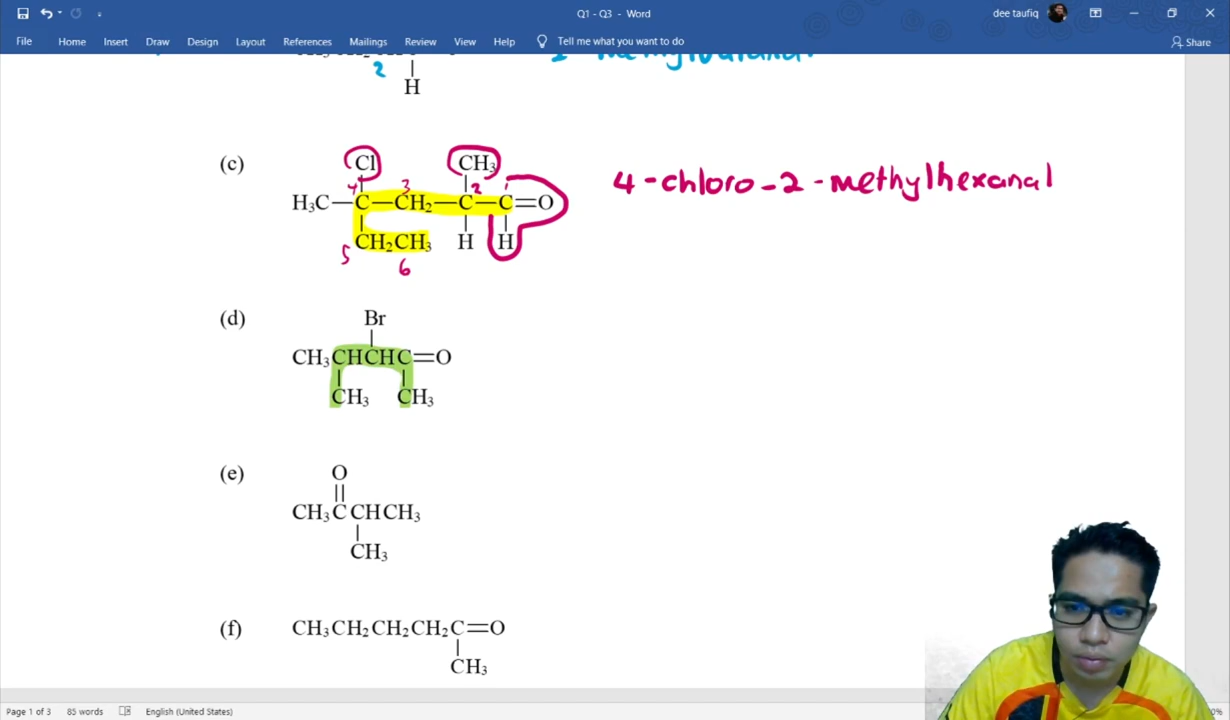 Q1 - Q3 - Word
dee taufiq
File Home Insert Draw Design Layout References Mailings Review View Help Tell me what you want to do Share
2
H
(c)
Cl CH₃
4-chloro-2-methylhexanal
4 3 2 1
H₃C—C—CH₂—C—C=O
5 CH₂CH₃ H H
6
(d)
Br
CH₃CHCHC=O
CH₃ CH₃
(e)
O
CH₃CCHCH₃
CH₃
(f) CH₃CH₂CH₂CH₂C=O
CH₃
Page 1 of 3 85 words English (United States)